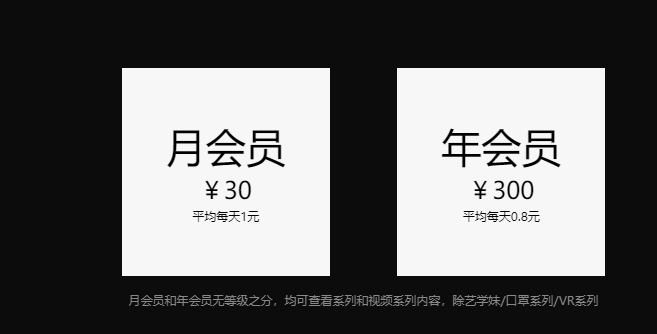 月会员
￥30
平均每天1元
年会员
￥300
平均每天0.8元
月会员和年会员无等级之分，均可查看系列和视频系列内容，除艺学妹/口罩系列/VR系列